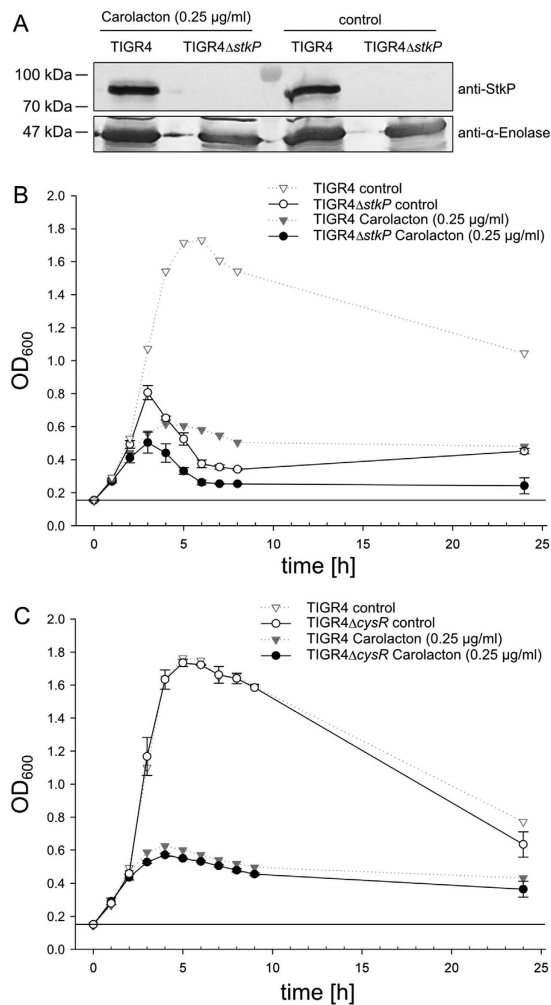 A
Carolacton (0.25 µg/ml)
control
TIGR4 TIGR4ΔstkP TIGR4 TIGR4ΔstkP
100 kDa
70 kDa
anti-StkP
47 kDa
anti-α-Enolase
B
TIGR4 control
TIGR4ΔstkP control
TIGR4 Carolacton (0.25 µg/ml)
TIGR4ΔstkP Carolacton (0.25 µg/ml)
2.0
1.8
1.6
1.4
1.2
1.0
0.8
0.6
0.4
0.2
0.0
OD600
0 5 10 15 20 25
time [h]
C
TIGR4 control
TIGR4ΔcysR control
TIGR4 Carolacton (0.25 µg/ml)
TIGR4ΔcysR Carolacton (0.25 µg/ml)
2.0
1.8
1.6
1.4
1.2
1.0
0.8
0.6
0.4
0.2
0.0
OD600
0 5 10 15 20 25
time [h]